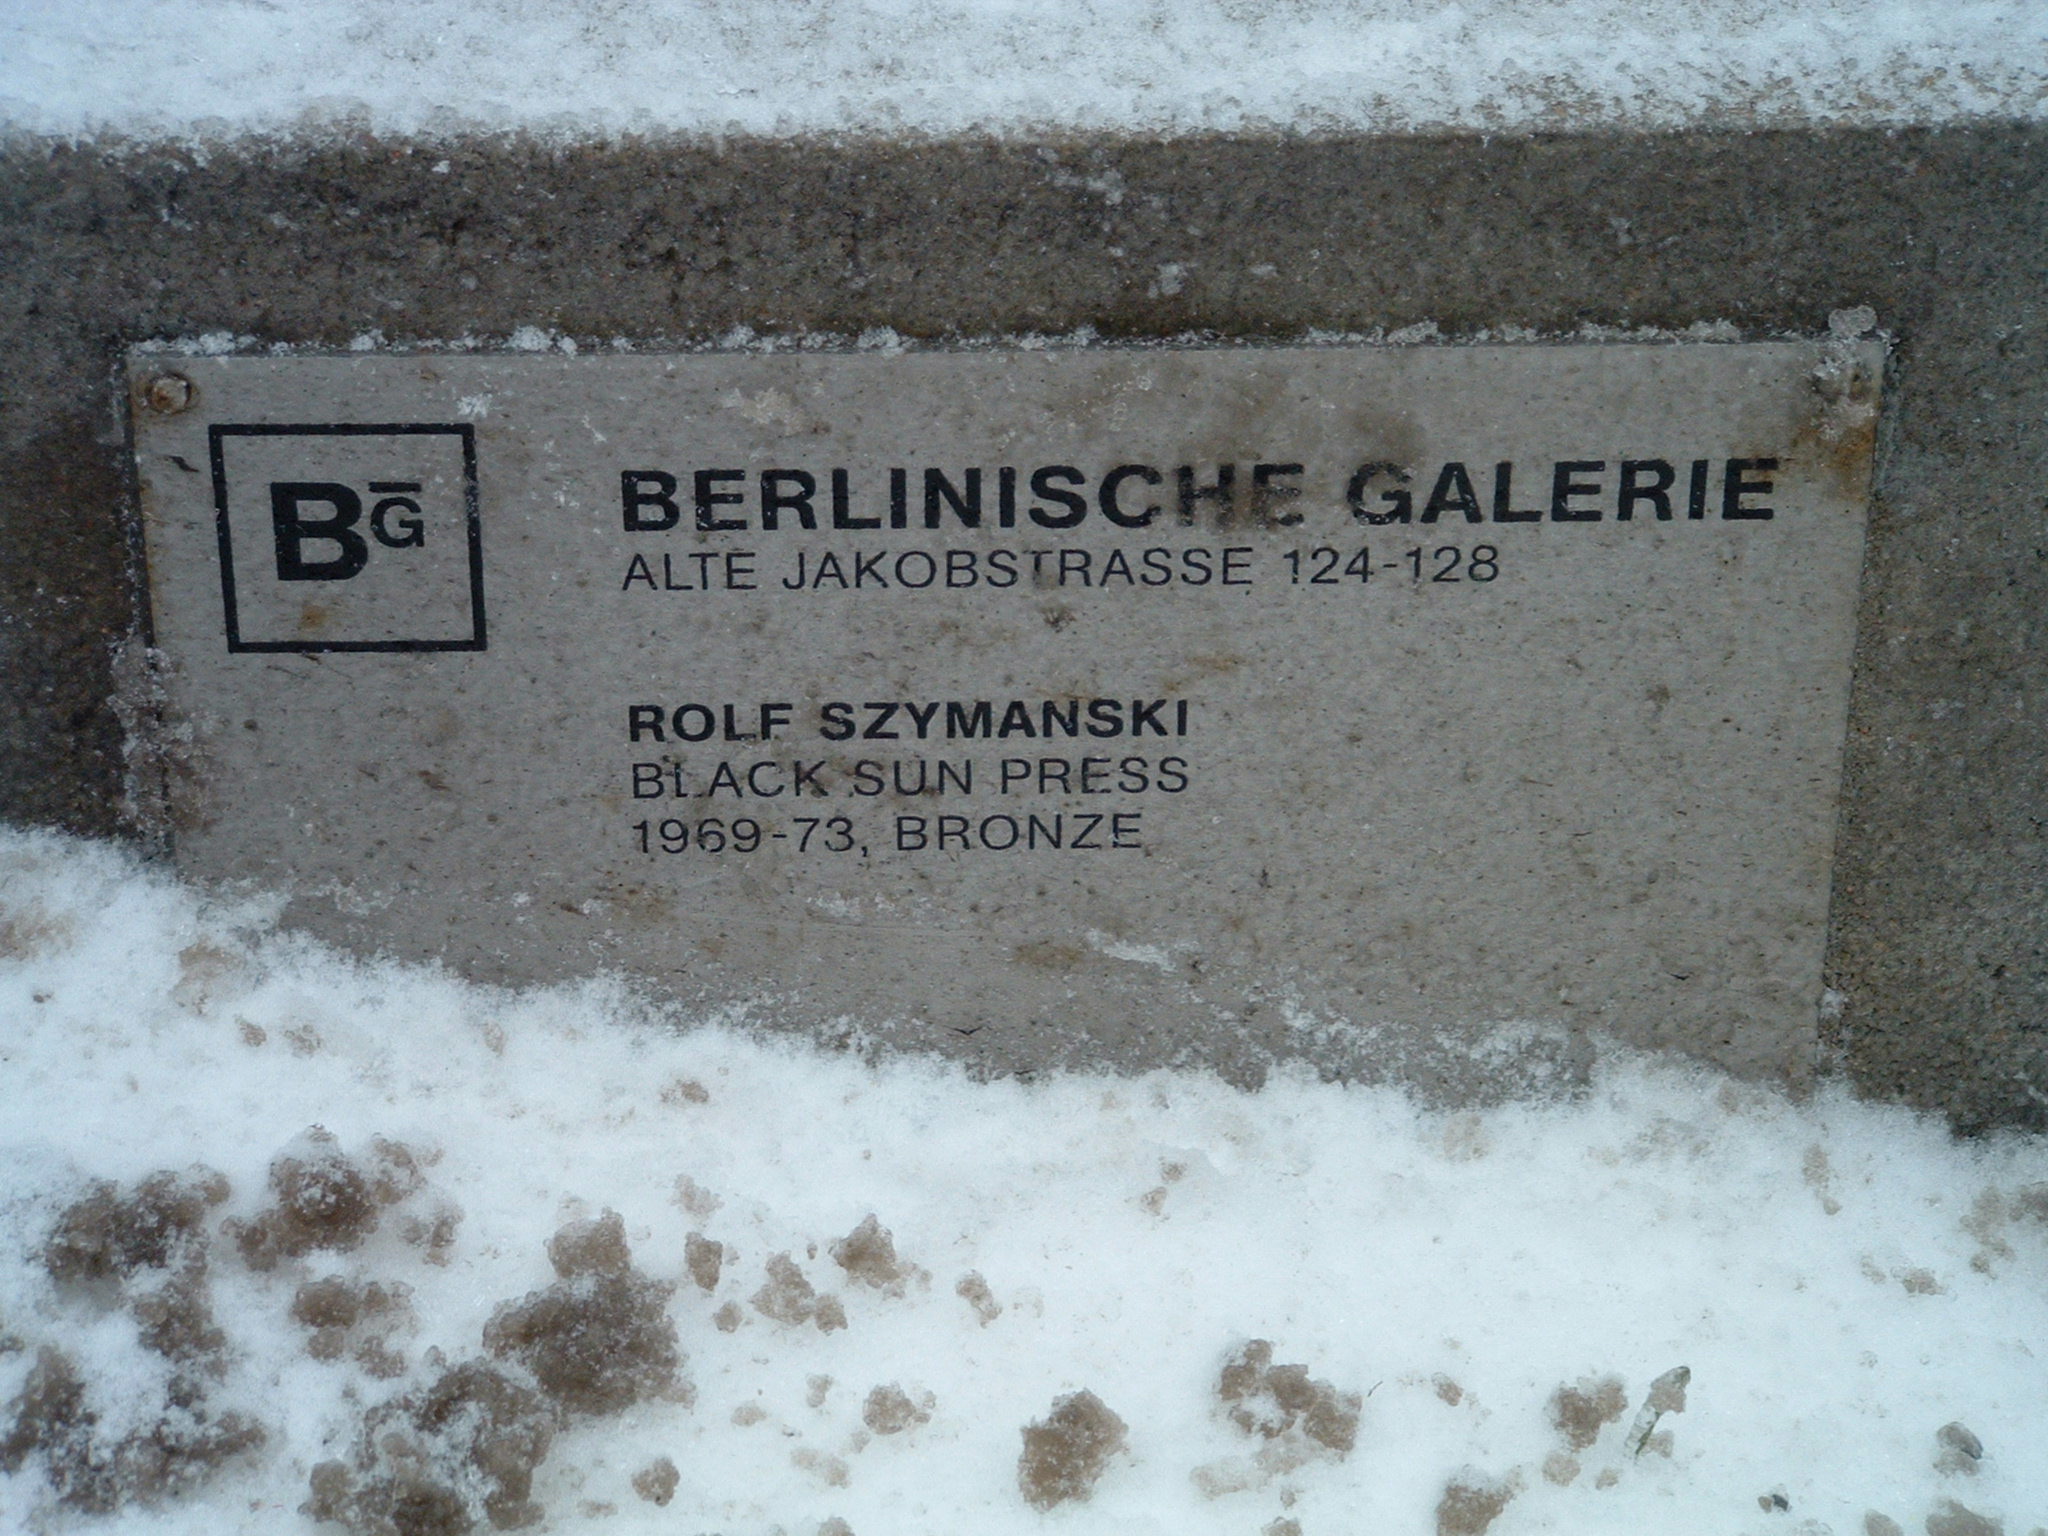 BG
BERLINISCHE GALERIE
ALTE JAKOBSTRASSE 124-128
ROLF SZYMANSKI
BLACK SUN PRESS
1969-73, BRONZE